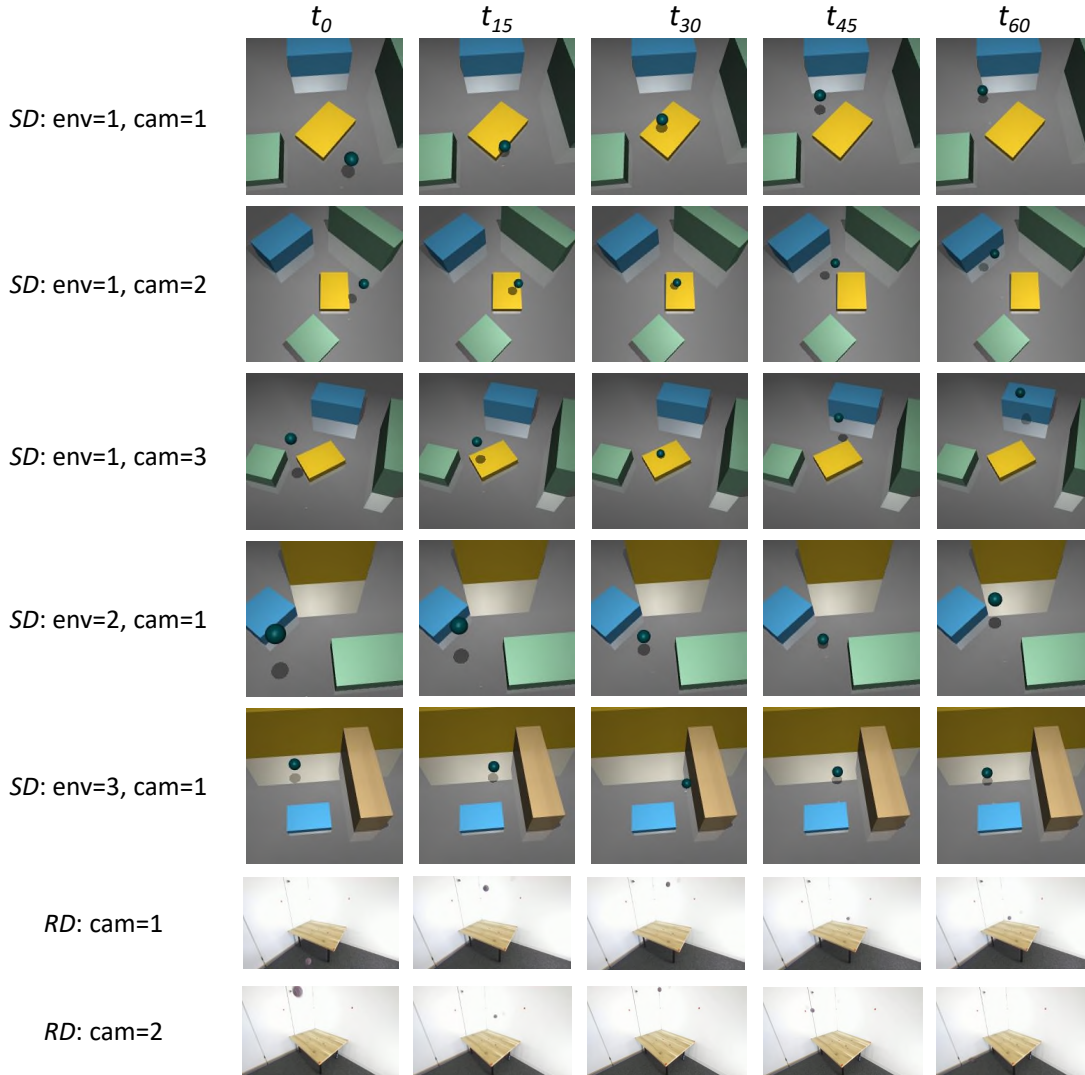 t0 t15 t30 t45 t60
SD: env=1, cam=1
SD: env=1, cam=2
SD: env=1, cam=3
SD: env=2, cam=1
SD: env=3, cam=1
RD: cam=1
RD: cam=2